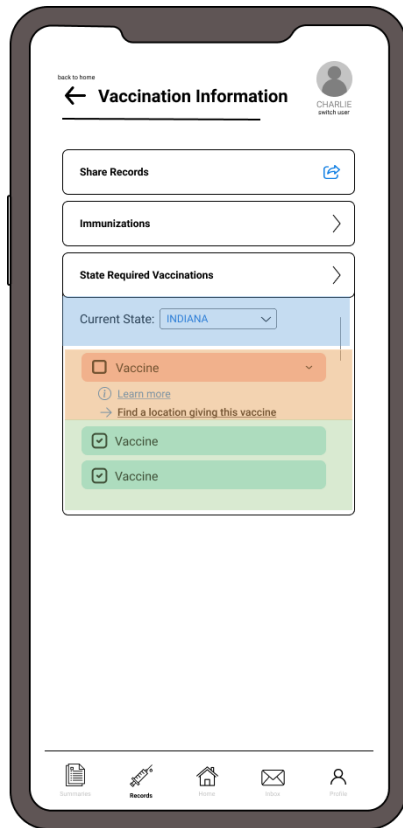 back to home
Vaccination Information
CHARLIE
switch user
Share Records
Immunizations
State Required Vaccinations
Current State: INDIANA
Vaccine
Learn more
Find a location giving this vaccine
Vaccine
Vaccine
Summaries Records Home Inbox Profile